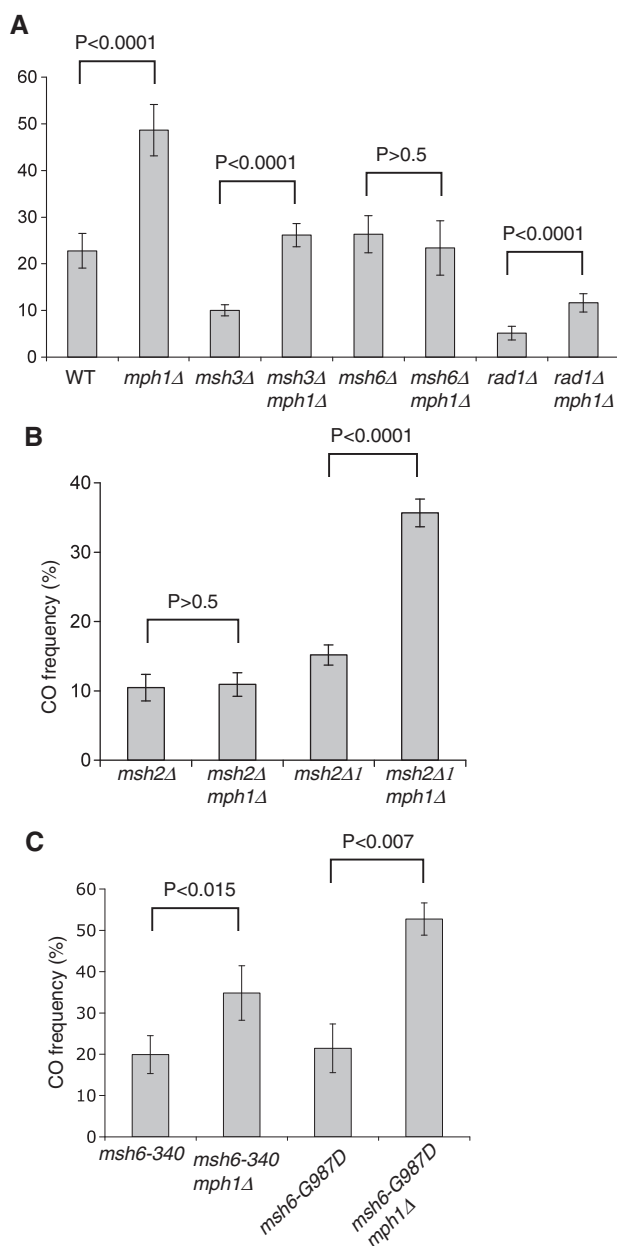 A
P<0.0001
P<0.0001
P>0.5
P<0.0001
60
50
40
30
20
10
0
WT
mph1Δ
msh3Δ
msh3Δ
mph1Δ
msh6Δ
msh6Δ
mph1Δ
rad1Δ
rad1Δ
mph1Δ
B
P<0.0001
P>0.5
CO frequency (%)
40
30
20
10
0
msh2Δ
msh2Δ
mph1Δ
msh2Δ1
msh2Δ1
mph1Δ
C
P<0.007
P<0.015
CO frequency (%)
60
50
40
30
20
10
0
msh6-340
msh6-340
mph1Δ
msh6-G987D
msh6-G987D
mph1Δ